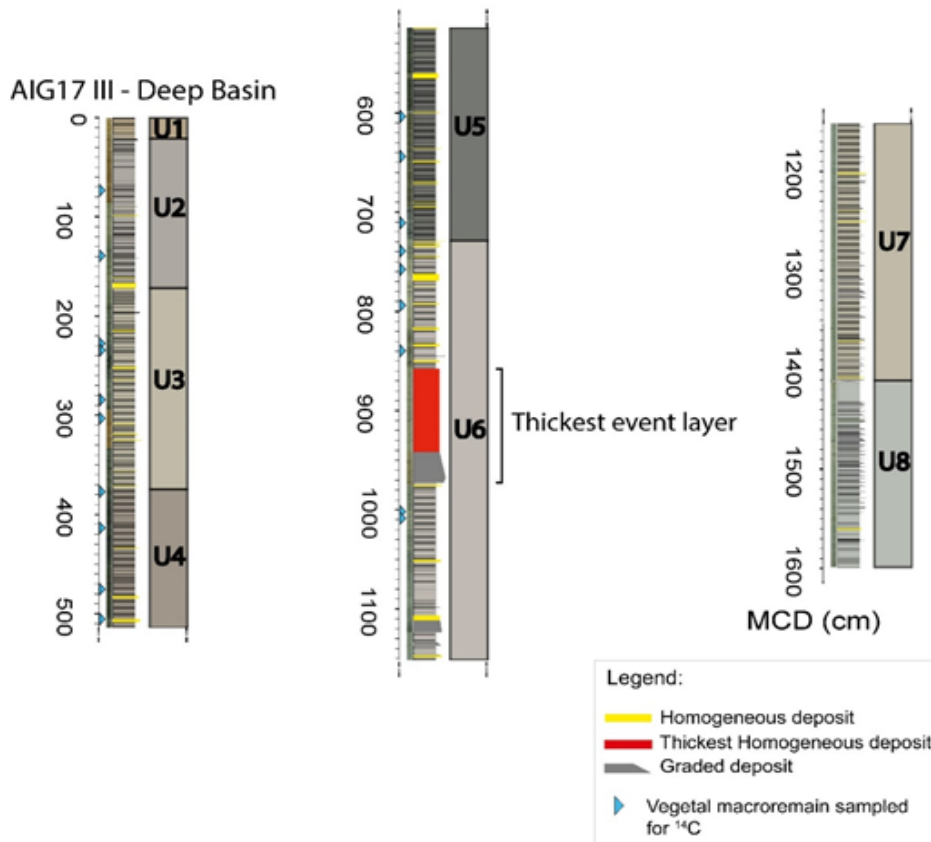 AIG17 III - Deep Basin
0
100
200
300
400
500
U1
U2
U3
U4
600
700
800
900
1000
1100
U5
U6
Thickest event layer
1200
1300
1400
1500
1600
U7
U8
MCD (cm)
Legend:
Homogeneous deposit
Thickest Homogeneous deposit
Graded deposit
Vegetal macroremain sampled
for ¹⁴C